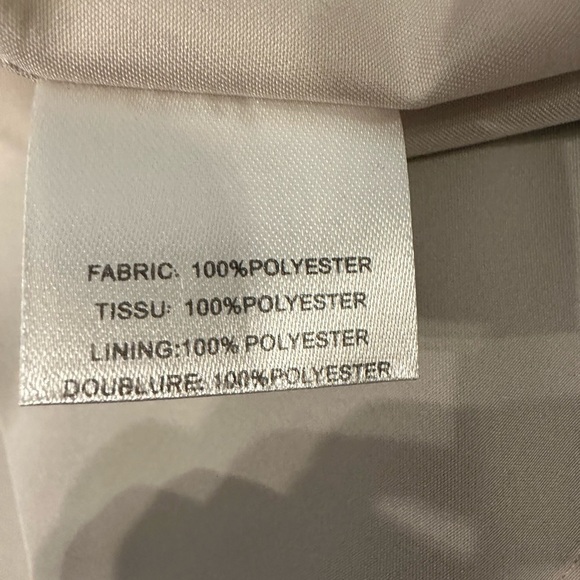 FABRIC: 100%POLYESTER
TISSU: 100%POLYESTER
LINING:100% POLYESTER
DOUBLURE: 100%POLYESTER